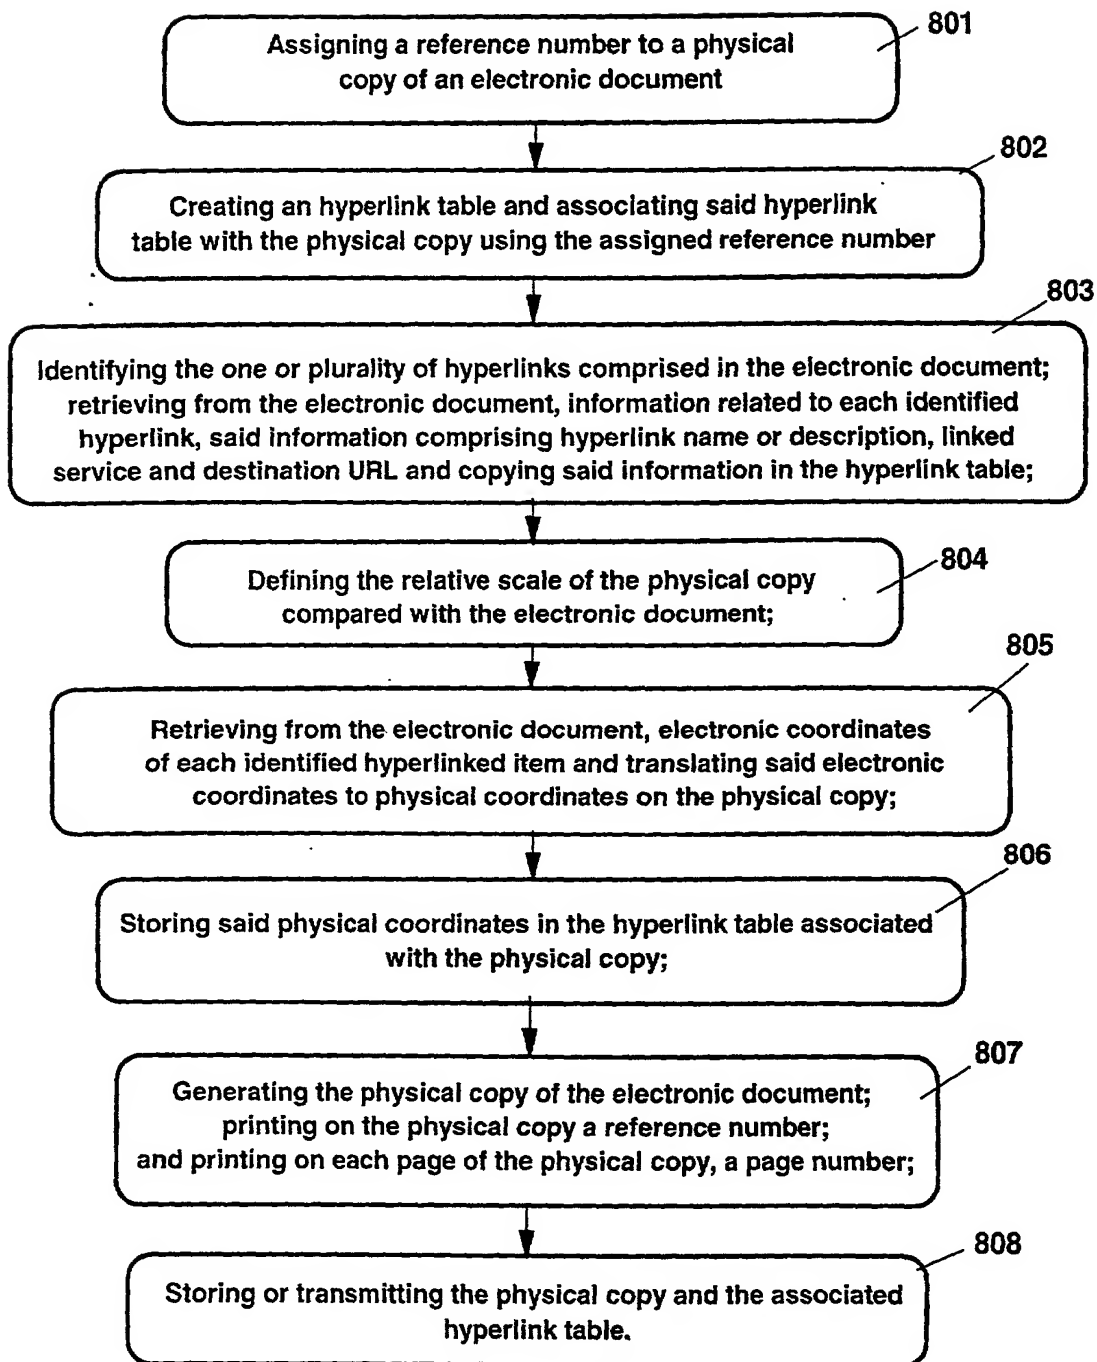 801
Assigning a reference number to a physical
copy of an electronic document
802
Creating an hyperlink table and associating said hyperlink
table with the physical copy using the assigned reference number
803
Identifying the one or plurality of hyperlinks comprised in the electronic document;
retrieving from the electronic document, information related to each identified
hyperlink, said information comprising hyperlink name or description, linked
service and destination URL and copying said information in the hyperlink table;
804
Defining the relative scale of the physical copy
compared with the electronic document;
805
Retrieving from the electronic document, electronic coordinates
of each identified hyperlinked item and translating said electronic
coordinates to physical coordinates on the physical copy;
806
Storing said physical coordinates in the hyperlink table associated
with the physical copy;
807
Generating the physical copy of the electronic document;
printing on the physical copy a reference number;
and printing on each page of the physical copy, a page number;
808
Storing or transmitting the physical copy and the associated
hyperlink table.